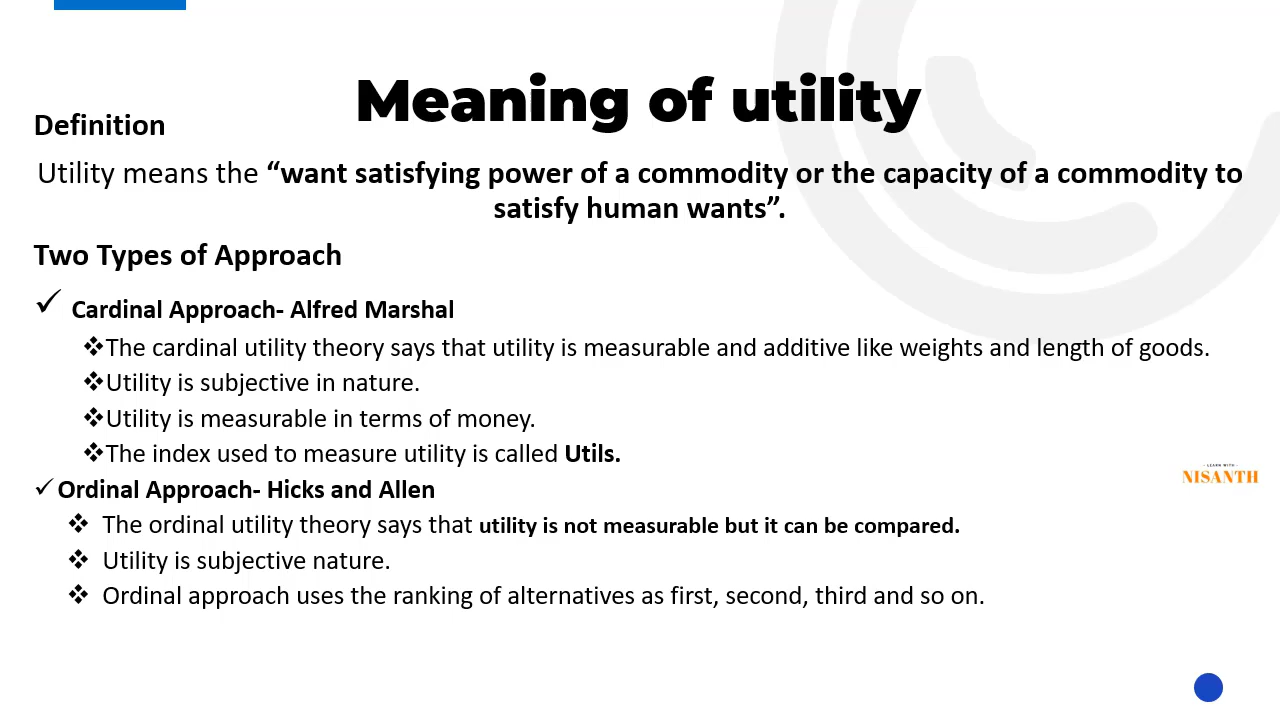 Meaning of utility
Definition
Utility means the “want satisfying power of a commodity or the capacity of a commodity to
satisfy human wants”.
Two Types of Approach
✓ Cardinal Approach- Alfred Marshal
❖The cardinal utility theory says that utility is measurable and additive like weights and length of goods.
❖Utility is subjective in nature.
❖Utility is measurable in terms of money.
❖The index used to measure utility is called Utils.
- LEARN WITH -
NISANTH
✓Ordinal Approach- Hicks and Allen
❖ The ordinal utility theory says that utility is not measurable but it can be compared.
❖ Utility is subjective nature.
❖ Ordinal approach uses the ranking of alternatives as first, second, third and so on.